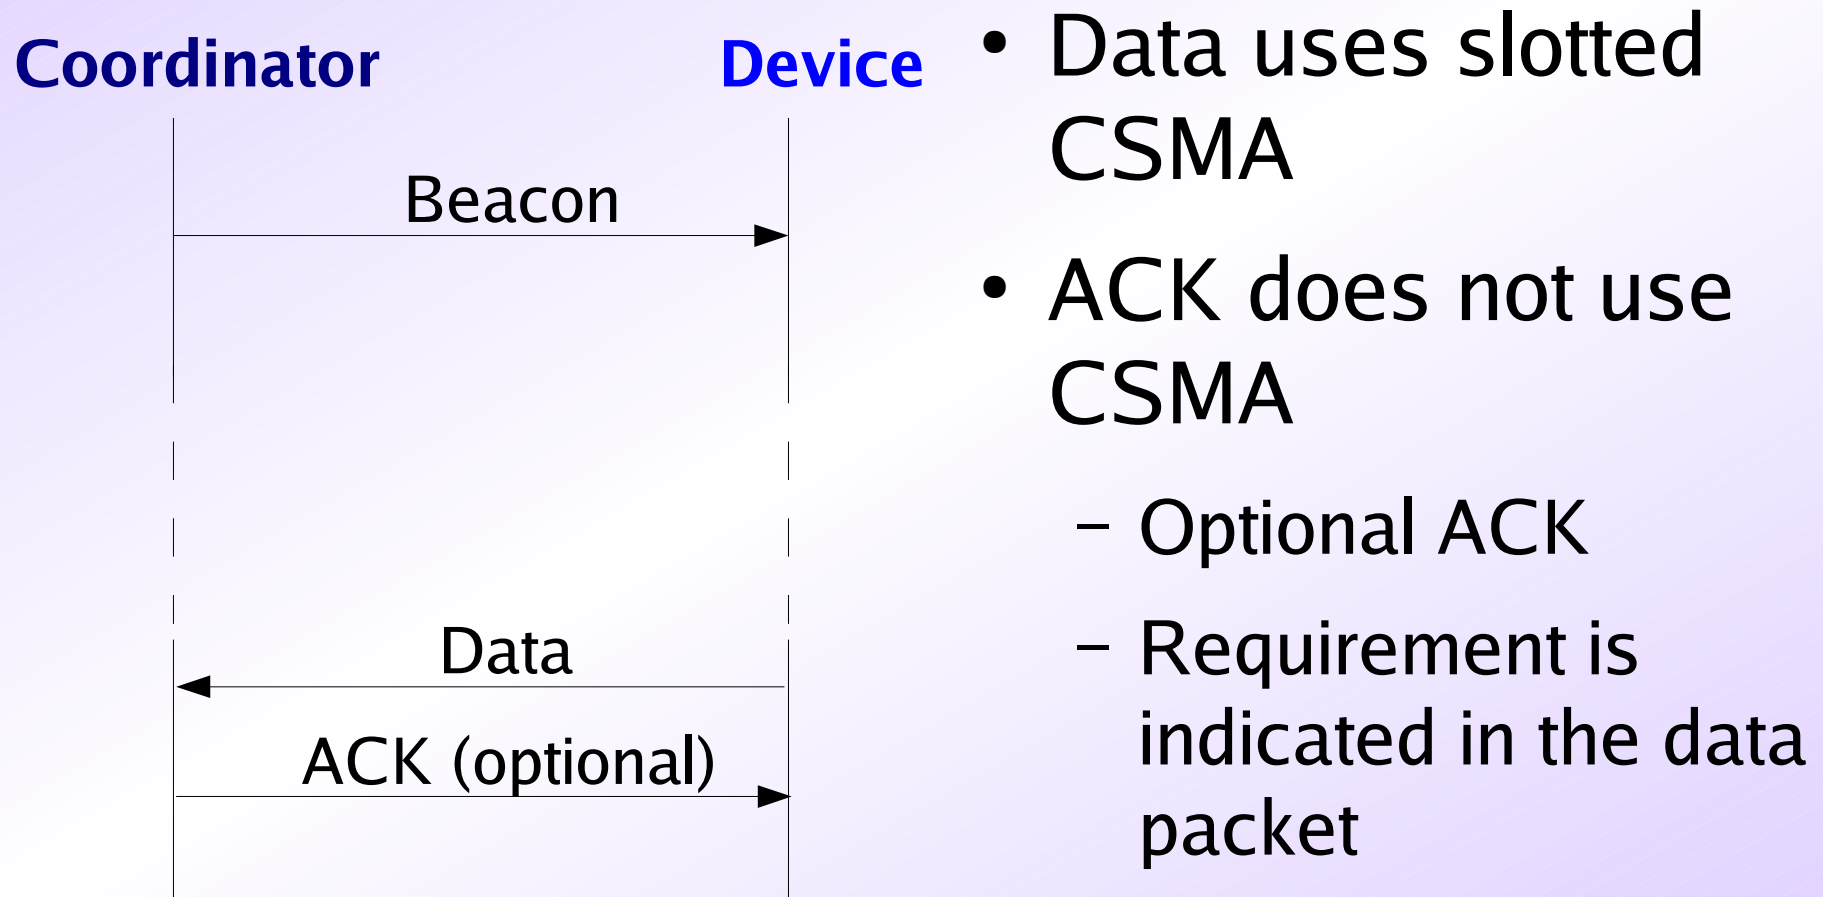 Coordinator
Device
Beacon
Data
ACK (optional)
• Data uses slotted
CSMA
• ACK does not use
CSMA
– Optional ACK
– Requirement is
indicated in the data
packet